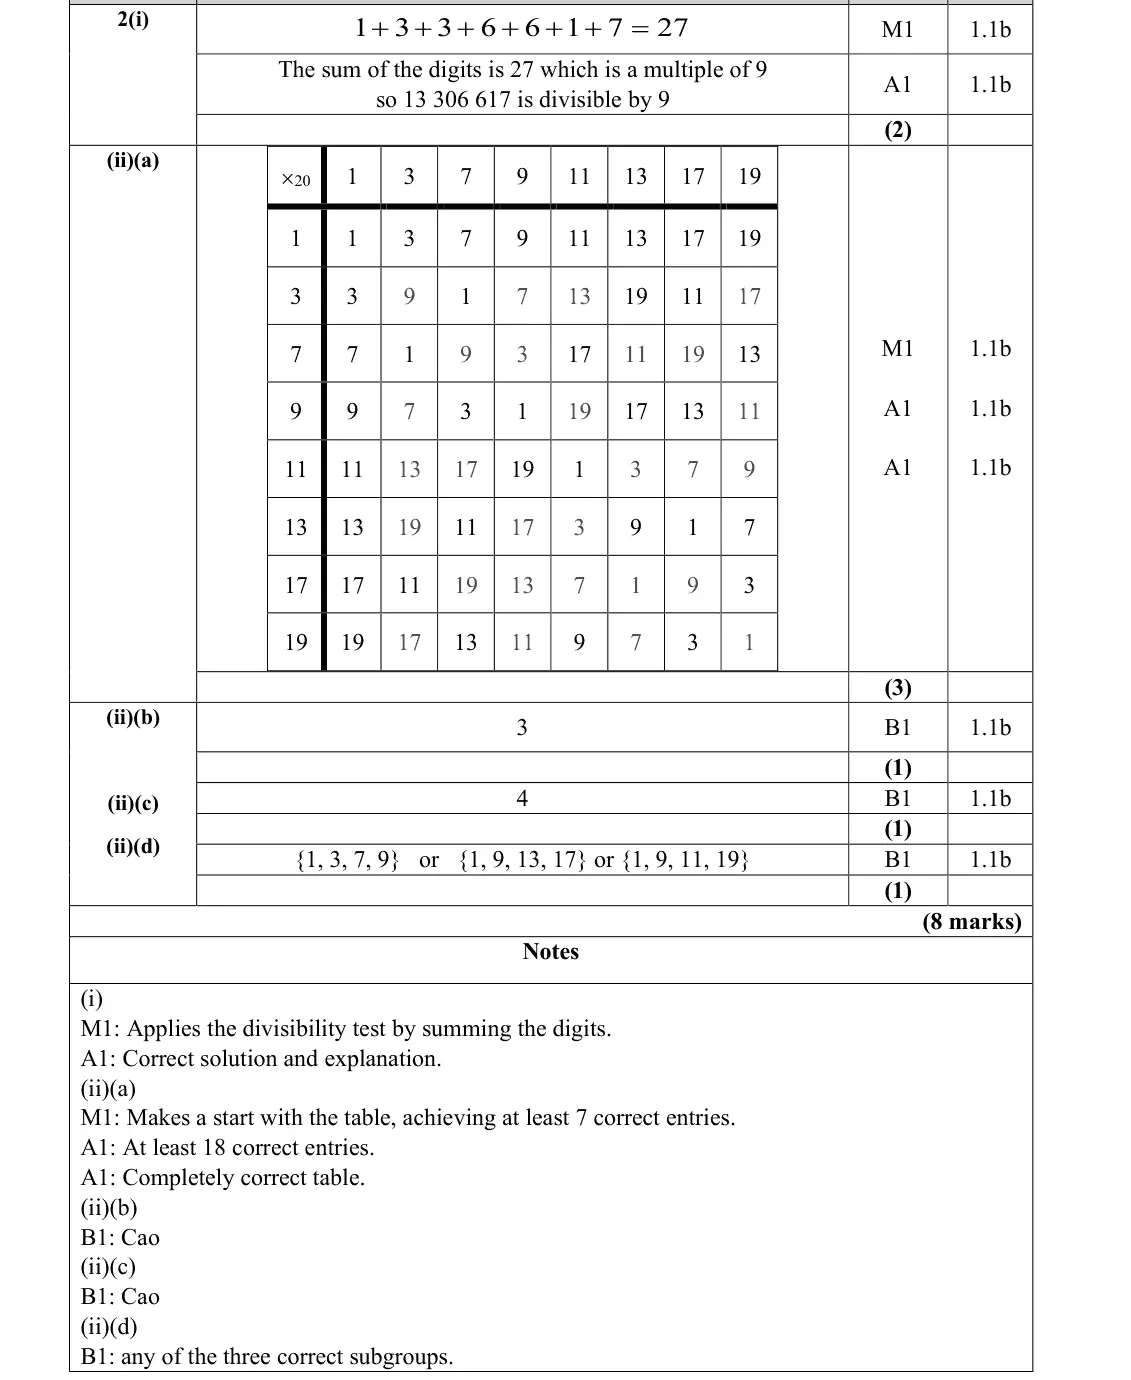 2(i) 1+3+3+6+6+1+7 = 27 M1 1.1b
The sum of the digits is 27 which is a multiple of 9
so 13 306 617 is divisible by 9 A1 1.1b
(2)
(ii)(a)
×20 1 3 7 9 11 13 17 19
1 1 3 7 9 11 13 17 19
3 3 9 1 7 13 19 11 17
7 7 1 9 3 17 11 19 13 M1 1.1b
9 9 7 3 1 19 17 13 11 A1 1.1b
11 11 13 17 19 1 3 7 9 A1 1.1b
13 13 19 11 17 3 9 1 7
17 17 11 19 13 7 1 9 3
19 19 17 13 11 9 7 3 1
(3)
(ii)(b) 3 B1 1.1b
(1)
(ii)(c) 4 B1 1.1b
(1)
(ii)(d) {1, 3, 7, 9} or {1, 9, 13, 17} or {1, 9, 11, 19} B1 1.1b
(1)
(8 marks)
Notes
(i)
M1: Applies the divisibility test by summing the digits.
A1: Correct solution and explanation.
(ii)(a)
M1: Makes a start with the table, achieving at least 7 correct entries.
A1: At least 18 correct entries.
A1: Completely correct table.
(ii)(b)
B1: Cao
(ii)(c)
B1: Cao
(ii)(d)
B1: any of the three correct subgroups.